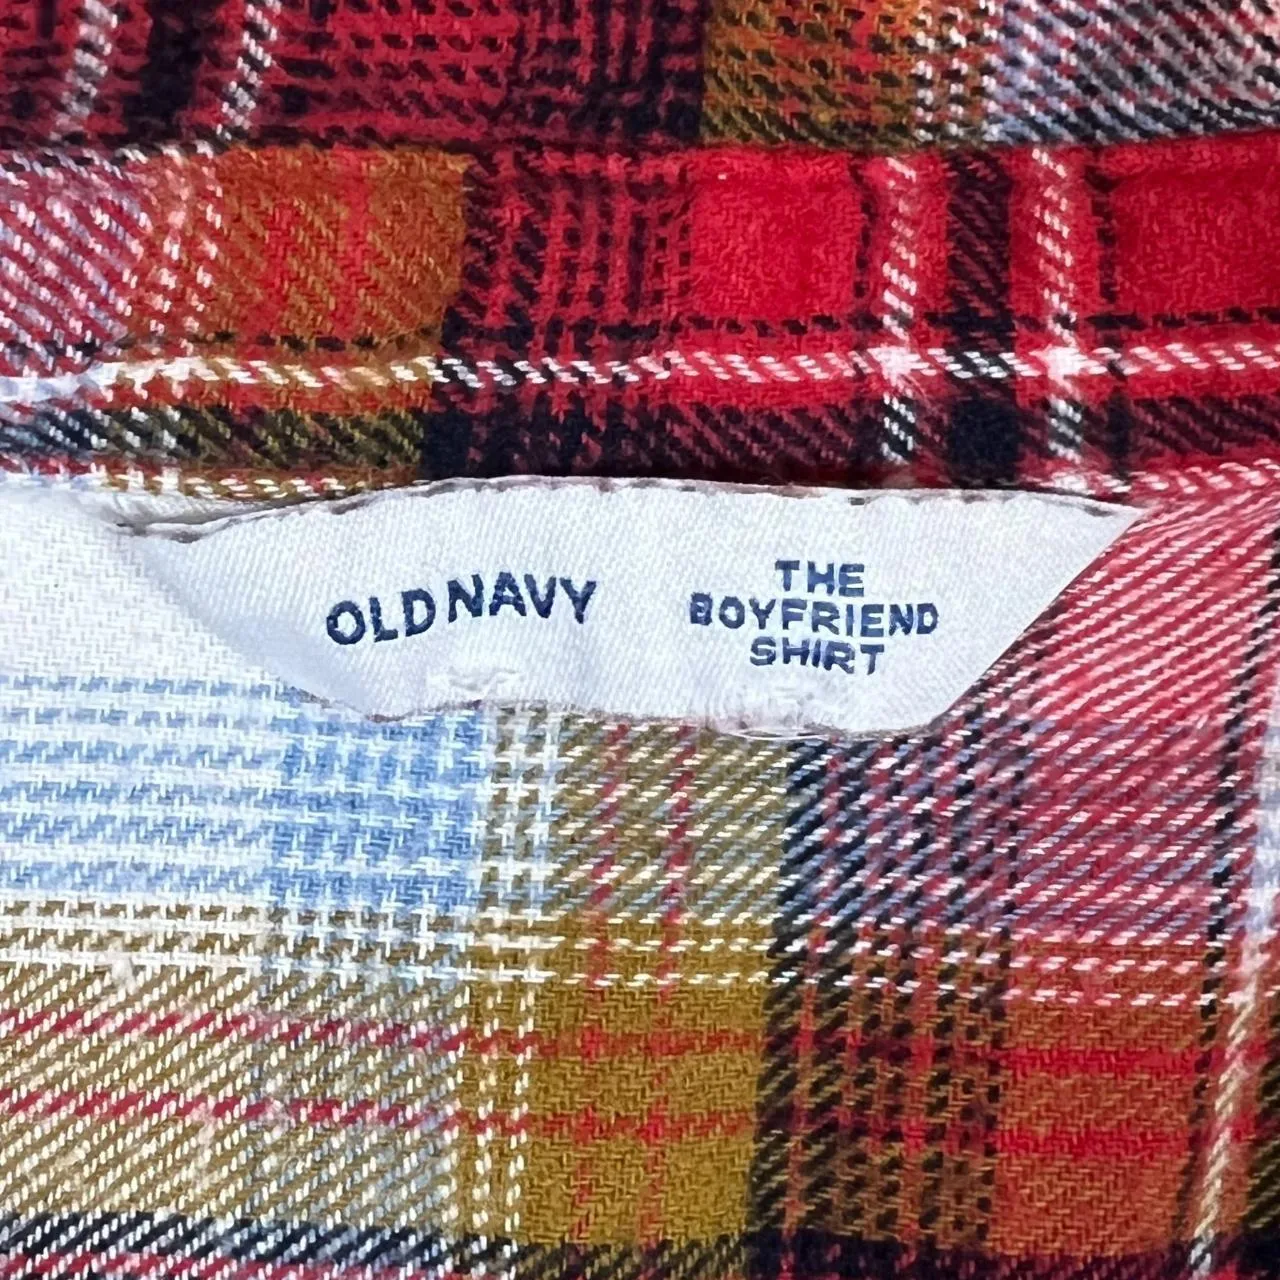 OLD NAVY
THE
BOYFRIEND
SHIRT